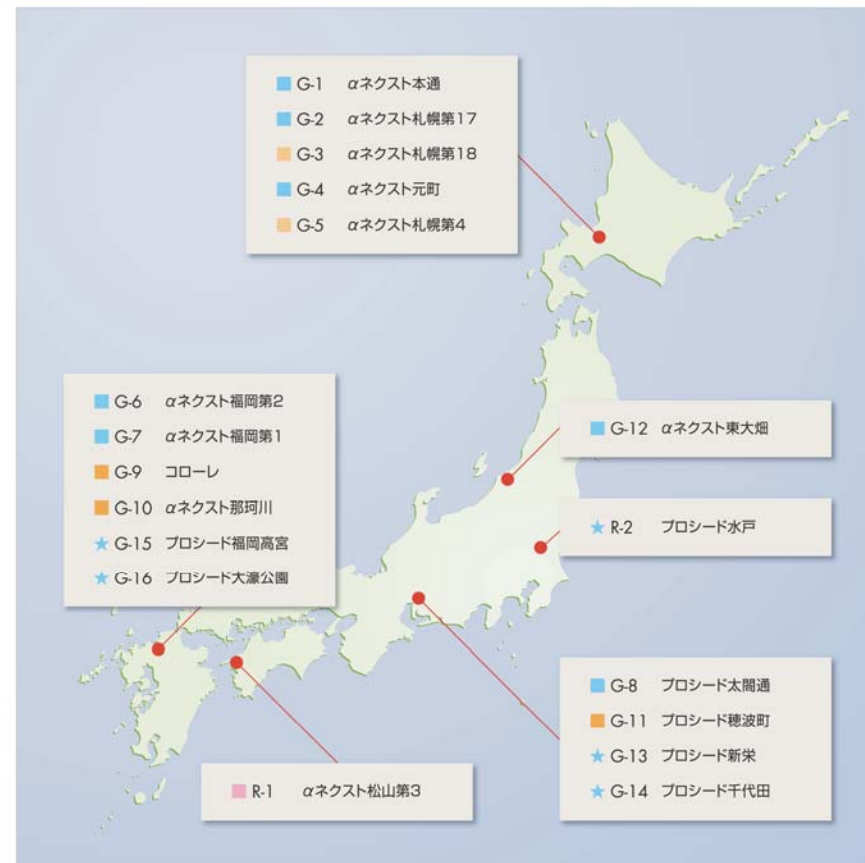 G-1 αネクスト本通
G-2 αネクスト札幌第17
G-3 αネクスト札幌第18
G-4 αネクスト元町
G-5 αネクスト札幌第4
G-6 αネクスト福岡第2
G-7 αネクスト福岡第1
G-9 コローレ
G-10 αネクスト那珂川
★ G-15 プロシード福岡高宮
★ G-16 プロシード大濠公園
G-12 αネクスト東大畑
★ R-2 プロシード水戸
G-8 プロシード太閤通
G-11 プロシード穂波町
★ G-13 プロシード新栄
★ G-14 プロシード千代田
R-1 αネクスト松山第3